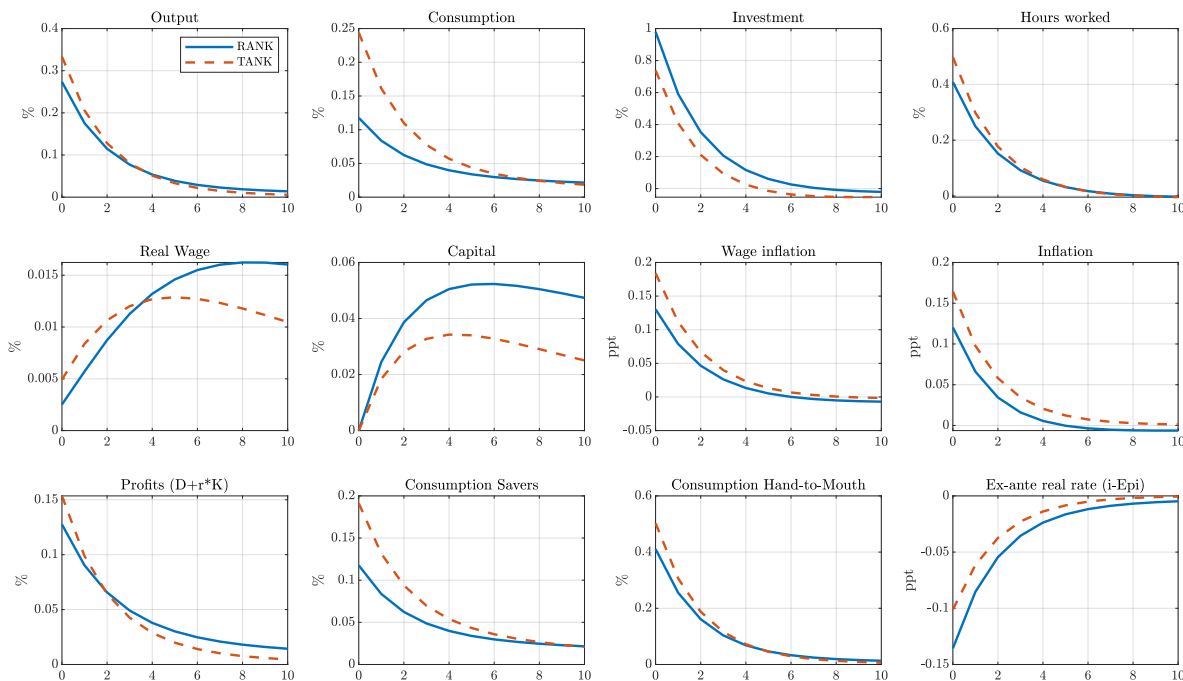 Output
0.4
0.3
0.2
0.1
0
%
0 2 4 6 8 10
RANK
TANK
Consumption
0.25
0.2
0.15
0.1
0.05
0
%
0 2 4 6 8 10
Investment
1
0.8
0.6
0.4
0.2
0
%
0 2 4 6 8 10
Hours worked
0.6
0.4
0.2
0
%
0 2 4 6 8 10
Real Wage
0.015
0.01
0.005
0
%
0 2 4 6 8 10
Capital
0.06
0.04
0.02
0
%
0 2 4 6 8 10
Wage inflation
0.2
0.15
0.1
0.05
0
-0.05
ppt
0 2 4 6 8 10
Inflation
0.2
0.15
0.1
0.05
0
ppt
0 2 4 6 8 10
Profits (D+r*K)
0.15
0.1
0.05
0
%
0 2 4 6 8 10
Consumption Savers
0.2
0.15
0.1
0.05
0
%
0 2 4 6 8 10
Consumption Hand-to-Mouth
0.6
0.4
0.2
0
%
0 2 4 6 8 10
Ex-ante real rate (i-Epi)
0
-0.05
-0.1
-0.15
ppt
0 2 4 6 8 10